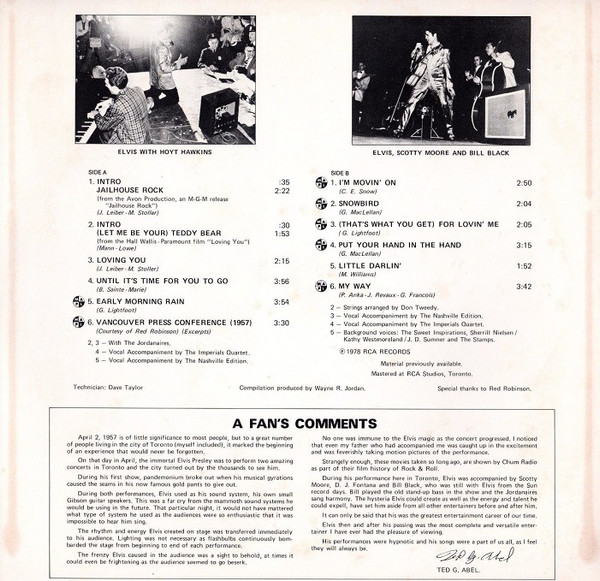 ELVIS WITH HOYT HAWKINS
ELVIS, SCOTTY MOORE AND BILL BLACK
SIDE A
1. INTRO :35
JAILHOUSE ROCK 2:22
(from the Avon Production, an M-G-M release
"Jailhouse Rock")
(J. Leiber - M. Stoller)
2. INTRO :30
(LET ME BE YOUR) TEDDY BEAR 1:53
(from the Hall Wallis - Paramount film "Loving You")
(Mann - Lowe)
3. LOVING YOU 2:15
(J. Leiber - M. Stoller)
4. UNTIL IT'S TIME FOR YOU TO GO 3:56
(B. Sainte - Marie)
5. EARLY MORNING RAIN 3:54
(G. Lightfoot)
6. VANCOUVER PRESS CONFERENCE (1957) 3:30
(Courtesy of Red Robinson) (Excerpts)
2, 3 – With The Jordanaires.
4 – Vocal Accompaniment by The Imperials Quartet.
5 – Vocal Accompaniment by The Nashville Edition.
SIDE B
1. I'M MOVIN' ON 2:50
(C. E. Snow)
2. SNOWBIRD 2:04
(G. MacLellan)
3. (THAT'S WHAT YOU GET) FOR LOVIN' ME 2:05
(G. Lightfoot)
4. PUT YOUR HAND IN THE HAND 3:15
(G. MacLellan)
5. LITTLE DARLIN' 1:52
(M. Williams)
6. MY WAY 3:42
(P. Anka - J. Revaux - G. Francois)
2 – Strings arranged by Don Tweedy.
3 – Vocal Accompaniment by The Nashville Edition.
4 – Vocal Accompaniment by The Imperials Quartet.
5 – Background voices: The Sweet Inspirations, Sherrill Nielsen /
Kathy Westmoreland / J. D. Sumner and The Stamps.
℗ 1978 RCA RECORDS
Material previously available.
Mastered at RCA Studios, Toronto.
Technician: Dave Taylor
Compilation produced by Wayne R. Jordan.
Special thanks to Red Robinson.
A FAN'S COMMENTS
April 2, 1957 is of little significance to most people, but to a great number
of people living in the city of Toronto (myself included), it marked the beginning
of an experience that would never be forgotten.
On that day in April, the immortal Elvis Presley was to perform two amazing
concerts in Toronto and the city turned out by the thousands to see him.
During his first show, pandemonium broke out when his musical gyrations
caused the seams in his now famous gold pants to give out.
During both performances, Elvis used as his sound system, his own small
Gibson guitar speakers. This was a far cry from the mammoth sound systems he
would be using in the future. That particular night, it would not have mattered
what type of system he used as the audiences were so enthusiastic that it was
impossible to hear him sing.
The rhythm and energy Elvis created on stage was transferred immediately
to his audience. Lighting was not necessary as flashbulbs continuously bom-
barded the stage from beginning to end of each performance.
The frenzy Elvis caused in the audience was a sight to behold, at times it
could even be frightening as the audience seemed to go beserk.
No one was immune to the Elvis magic as the concert progressed. I noticed
that even my father who had accompanied me was caught up in the excitement
and was feverishly taking motion pictures of the performance.
Strangely enough, these movies taken so long ago, are shown by Chum Radio
as part of their film history of Rock & Roll.
During his performance here in Toronto, Elvis was accompanied by Scotty
Moore, D. J. Fontana and Bill Black, who was still with Elvis from the Sun
record days. Bill played the old stand-up bass in the show and the Jordanaires
sang harmony. The hysteria Elvis could create as well as the energy and talent he
could expell, have set him aside from all other entertainers before and after him.
It can only be said that his was the greatest entertainment career of our time.
Elvis then and after his passing was the most complete and versatile enter-
tainer I have ever had the pleasure of viewing.
His performances were hypnotic and his songs were a part of us all, as I feel
they will always be.
Ted G. Abel
TED G. ABEL.